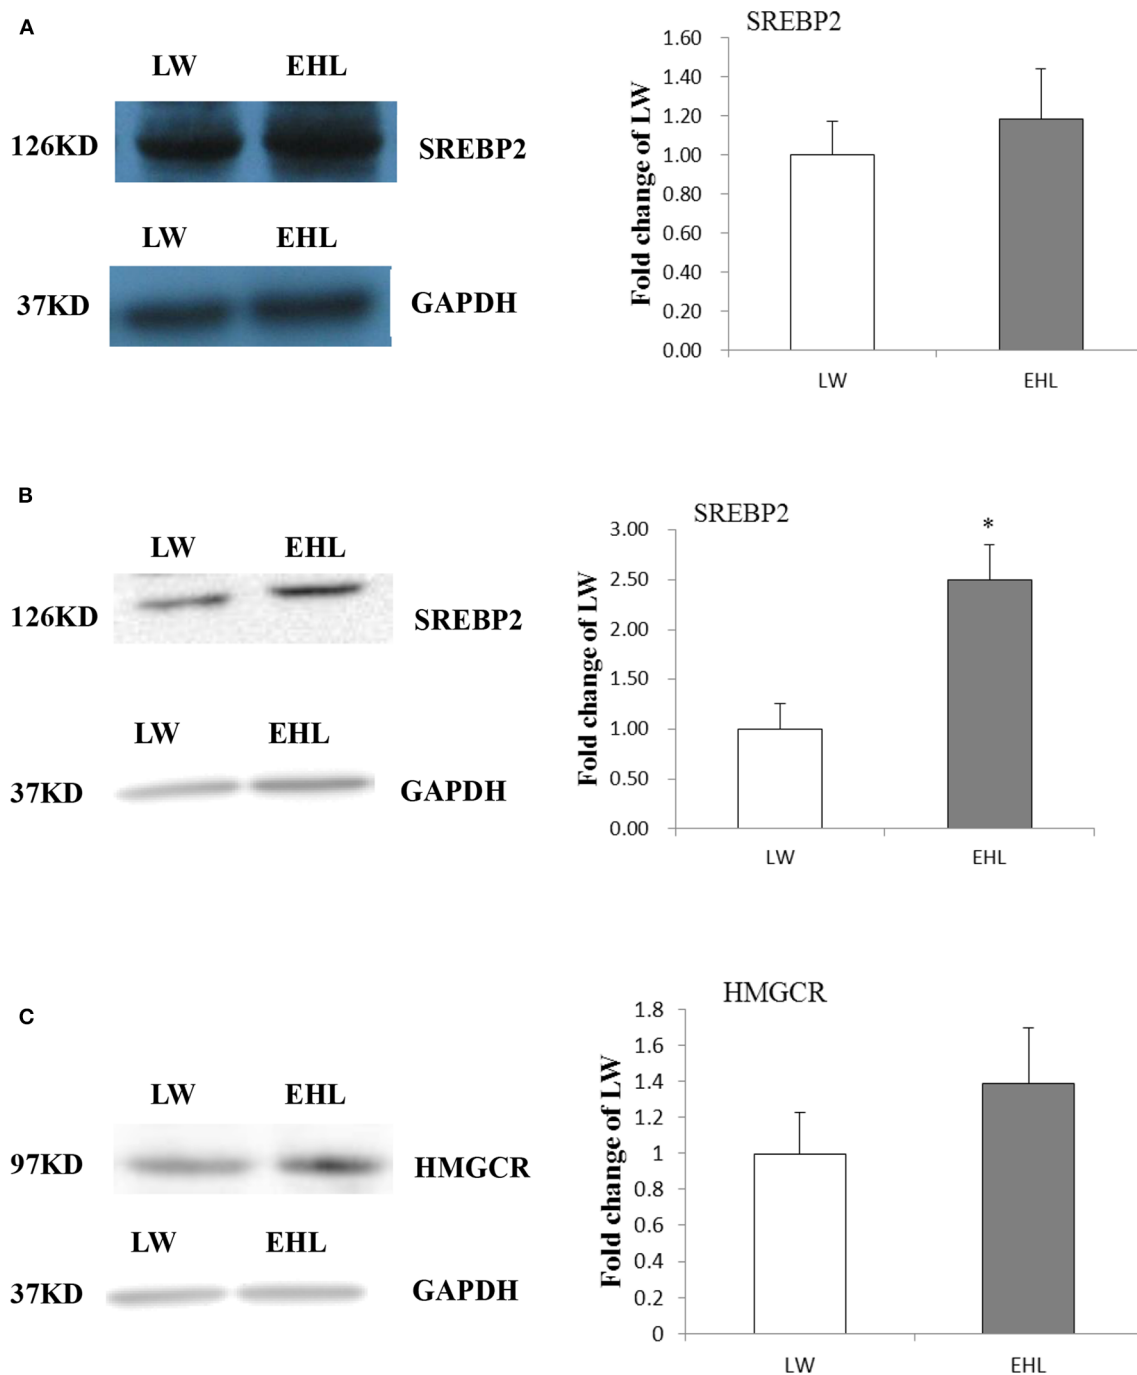 A
LW EHL
126KD SREBP2
LW EHL
37KD GAPDH
SREBP2
Fold change of LW
1.60
1.40
1.20
1.00
0.80
0.60
0.40
0.20
0.00
LW EHL
B
LW EHL
126KD SREBP2
LW EHL
37KD GAPDH
SREBP2
Fold change of LW
*
3.00
2.50
2.00
1.50
1.00
0.50
0.00
LW EHL
C
LW EHL
97KD HMGCR
LW EHL
37KD GAPDH
HMGCR
Fold change of LW
1.8
1.6
1.4
1.2
1
0.8
0.6
0.4
0.2
0
LW EHL